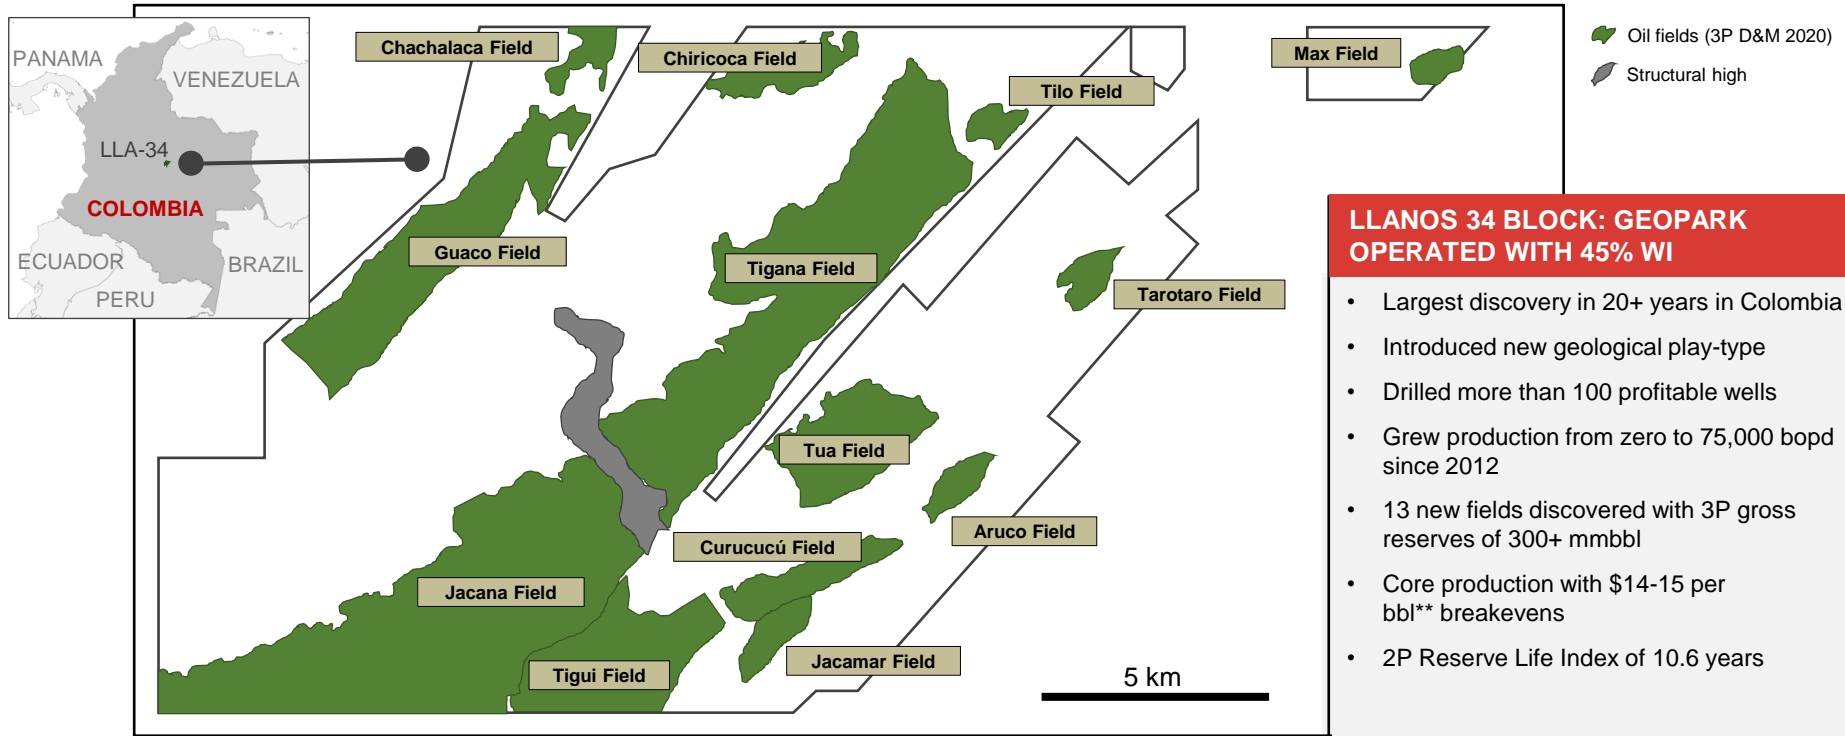 PANAMA
VENEZUELA
LLA-34
COLOMBIA
ECUADOR
BRAZIL
PERU
Chachalaca Field
Chiricoca Field
Tilo Field
Max Field
Guaco Field
Tigana Field
Tarotaro Field
Tua Field
Aruco Field
Curucucú Field
Jacana Field
Jacamar Field
Tigui Field
5 km
Oil fields (3P D&M 2020)
Structural high
LLANOS 34 BLOCK: GEOPARK
OPERATED WITH 45% WI
• Largest discovery in 20+ years in Colombia
• Introduced new geological play-type
• Drilled more than 100 profitable wells
• Grew production from zero to 75,000 bopd
since 2012
• 13 new fields discovered with 3P gross
reserves of 300+ mmbbl
• Core production with $14-15 per
bbl** breakevens
• 2P Reserve Life Index of 10.6 years